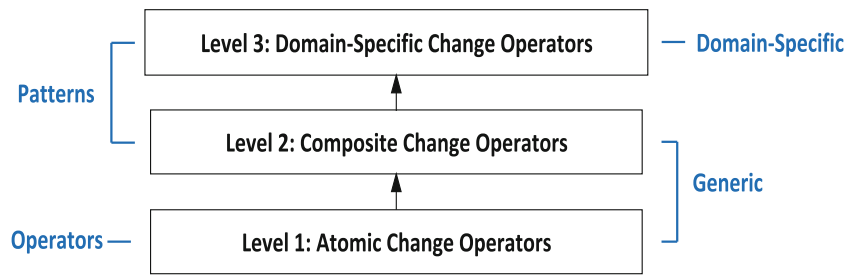 Level 3: Domain-Specific Change Operators
Domain-Specific
Patterns
Level 2: Composite Change Operators
Generic
Operators
Level 1: Atomic Change Operators